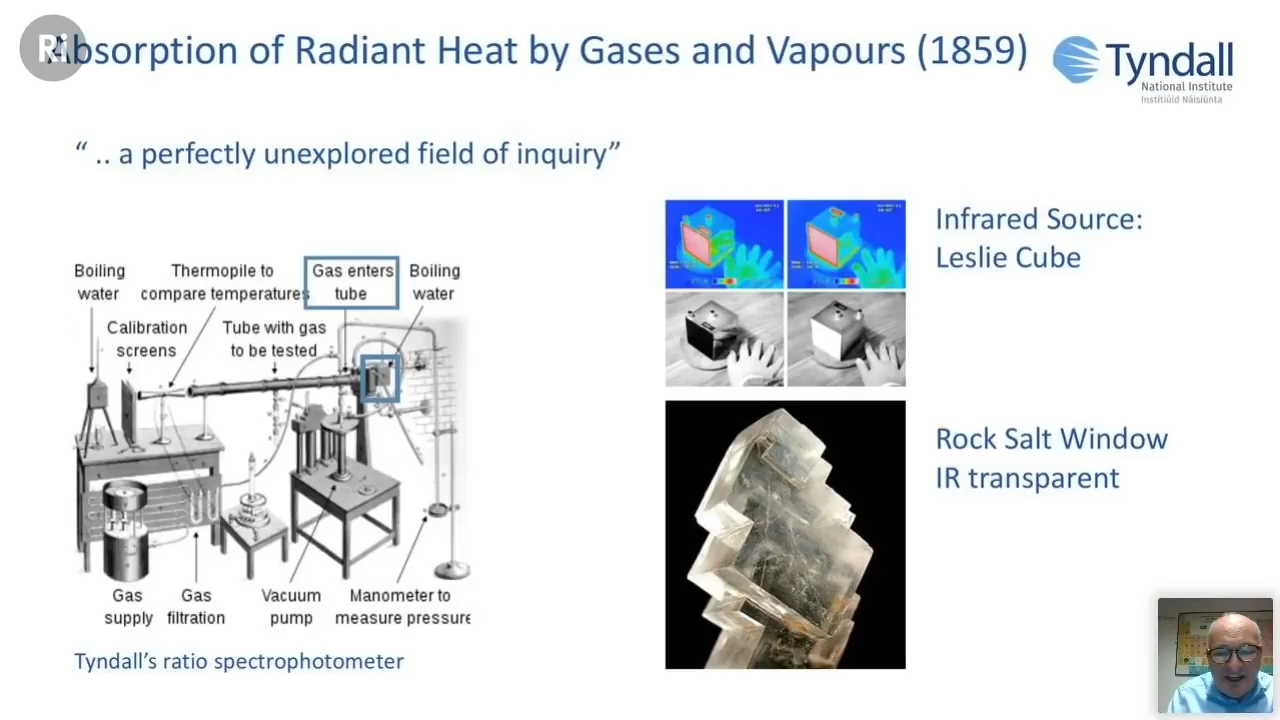 Ri
Absorption of Radiant Heat by Gases and Vapours (1859)
Tyndall
National Institute
Institiúid Náisiúnta
“ .. a perfectly unexplored field of inquiry”
Infrared Source:
Leslie Cube
Boiling
water
Thermopile to
compare temperatures
Gas enters
tube
Boiling
water
Calibration
screens
Tube with gas
to be tested
Rock Salt Window
IR transparent
Gas
supply
Gas
filtration
Vacuum
pump
Manometer to
measure pressure
Tyndall’s ratio spectrophotometer